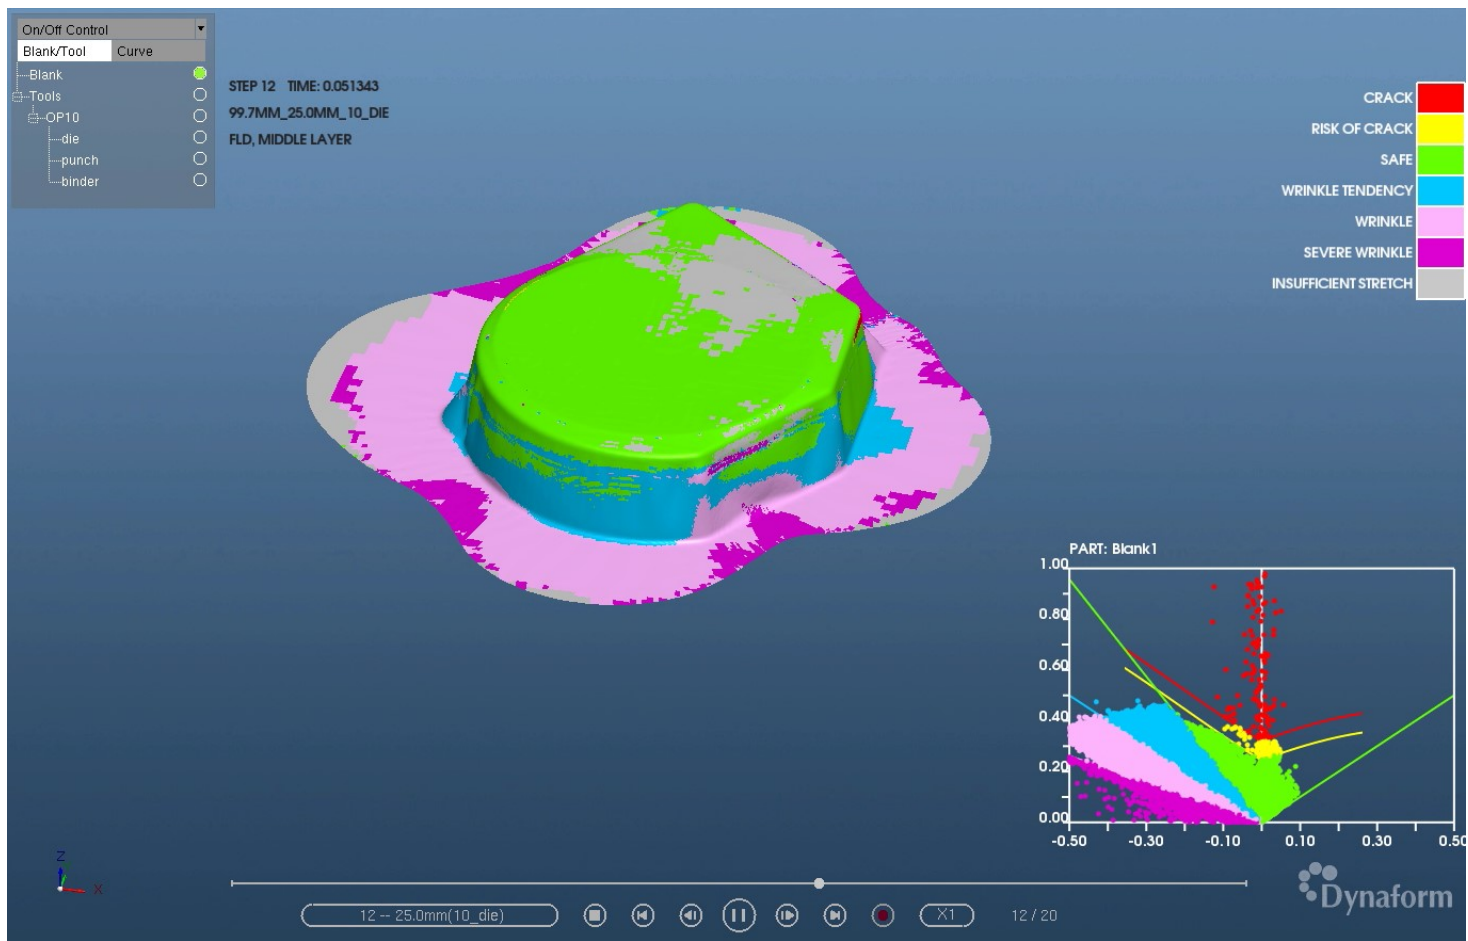 On/Off Control
Blank/Tool Curve
Blank
Tools
OP10
die
punch
binder
STEP 12 TIME: 0.051343
99.7MM_25.0MM_10_DIE
FLD, MIDDLE LAYER
CRACK
RISK OF CRACK
SAFE
WRINKLE TENDENCY
WRINKLE
SEVERE WRINKLE
INSUFFICIENT STRETCH
PART: Blank1
1.00
0.80
0.60
0.40
0.20
0.00
-0.50 -0.30 -0.10 0.10 0.30 0.50
Z
X
Dynaform
12 -- 25.0mm(10_die) X1 12 / 20